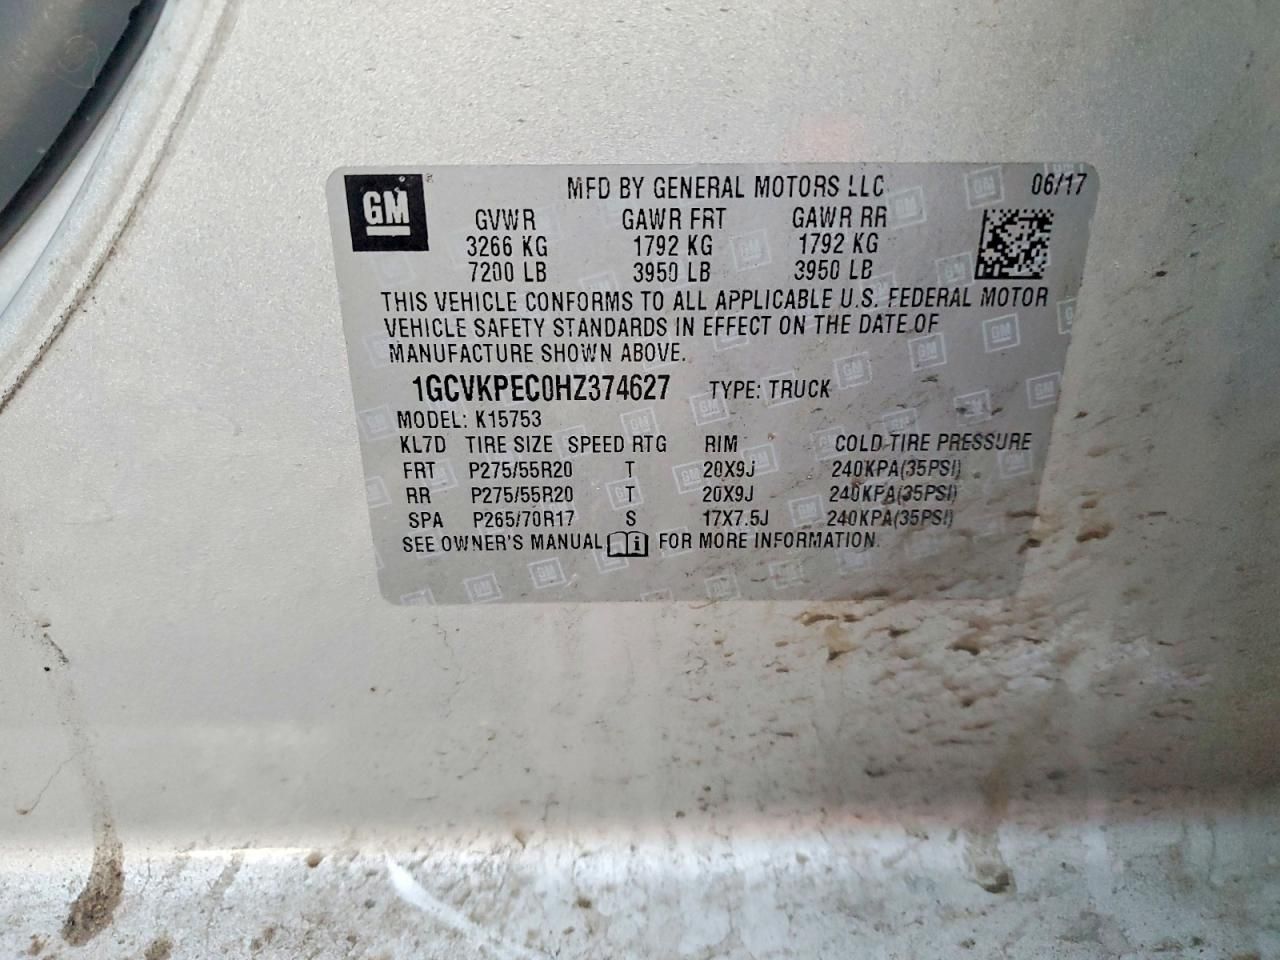 GM MFD BY GENERAL MOTORS LLC 06/17
GVWR GAWR FRT GAWR RR
3266 KG 1792 KG 1792 KG
7200 LB 3950 LB 3950 LB
THIS VEHICLE CONFORMS TO ALL APPLICABLE U.S. FEDERAL MOTOR
VEHICLE SAFETY STANDARDS IN EFFECT ON THE DATE OF
MANUFACTURE SHOWN ABOVE.
1GCVKPEC0HZ374627 TYPE: TRUCK
MODEL: K15753
KL7D TIRE SIZE SPEED RTG RIM COLD TIRE PRESSURE
FRT P275/55R20 T 20X9J 240KPA(35PSI)
RR P275/55R20 T 20X9J 240KPA(35PSI)
SPA P265/70R17 S 17X7.5J 240KPA(35PSI)
SEE OWNER'S MANUAL FOR MORE INFORMATION.